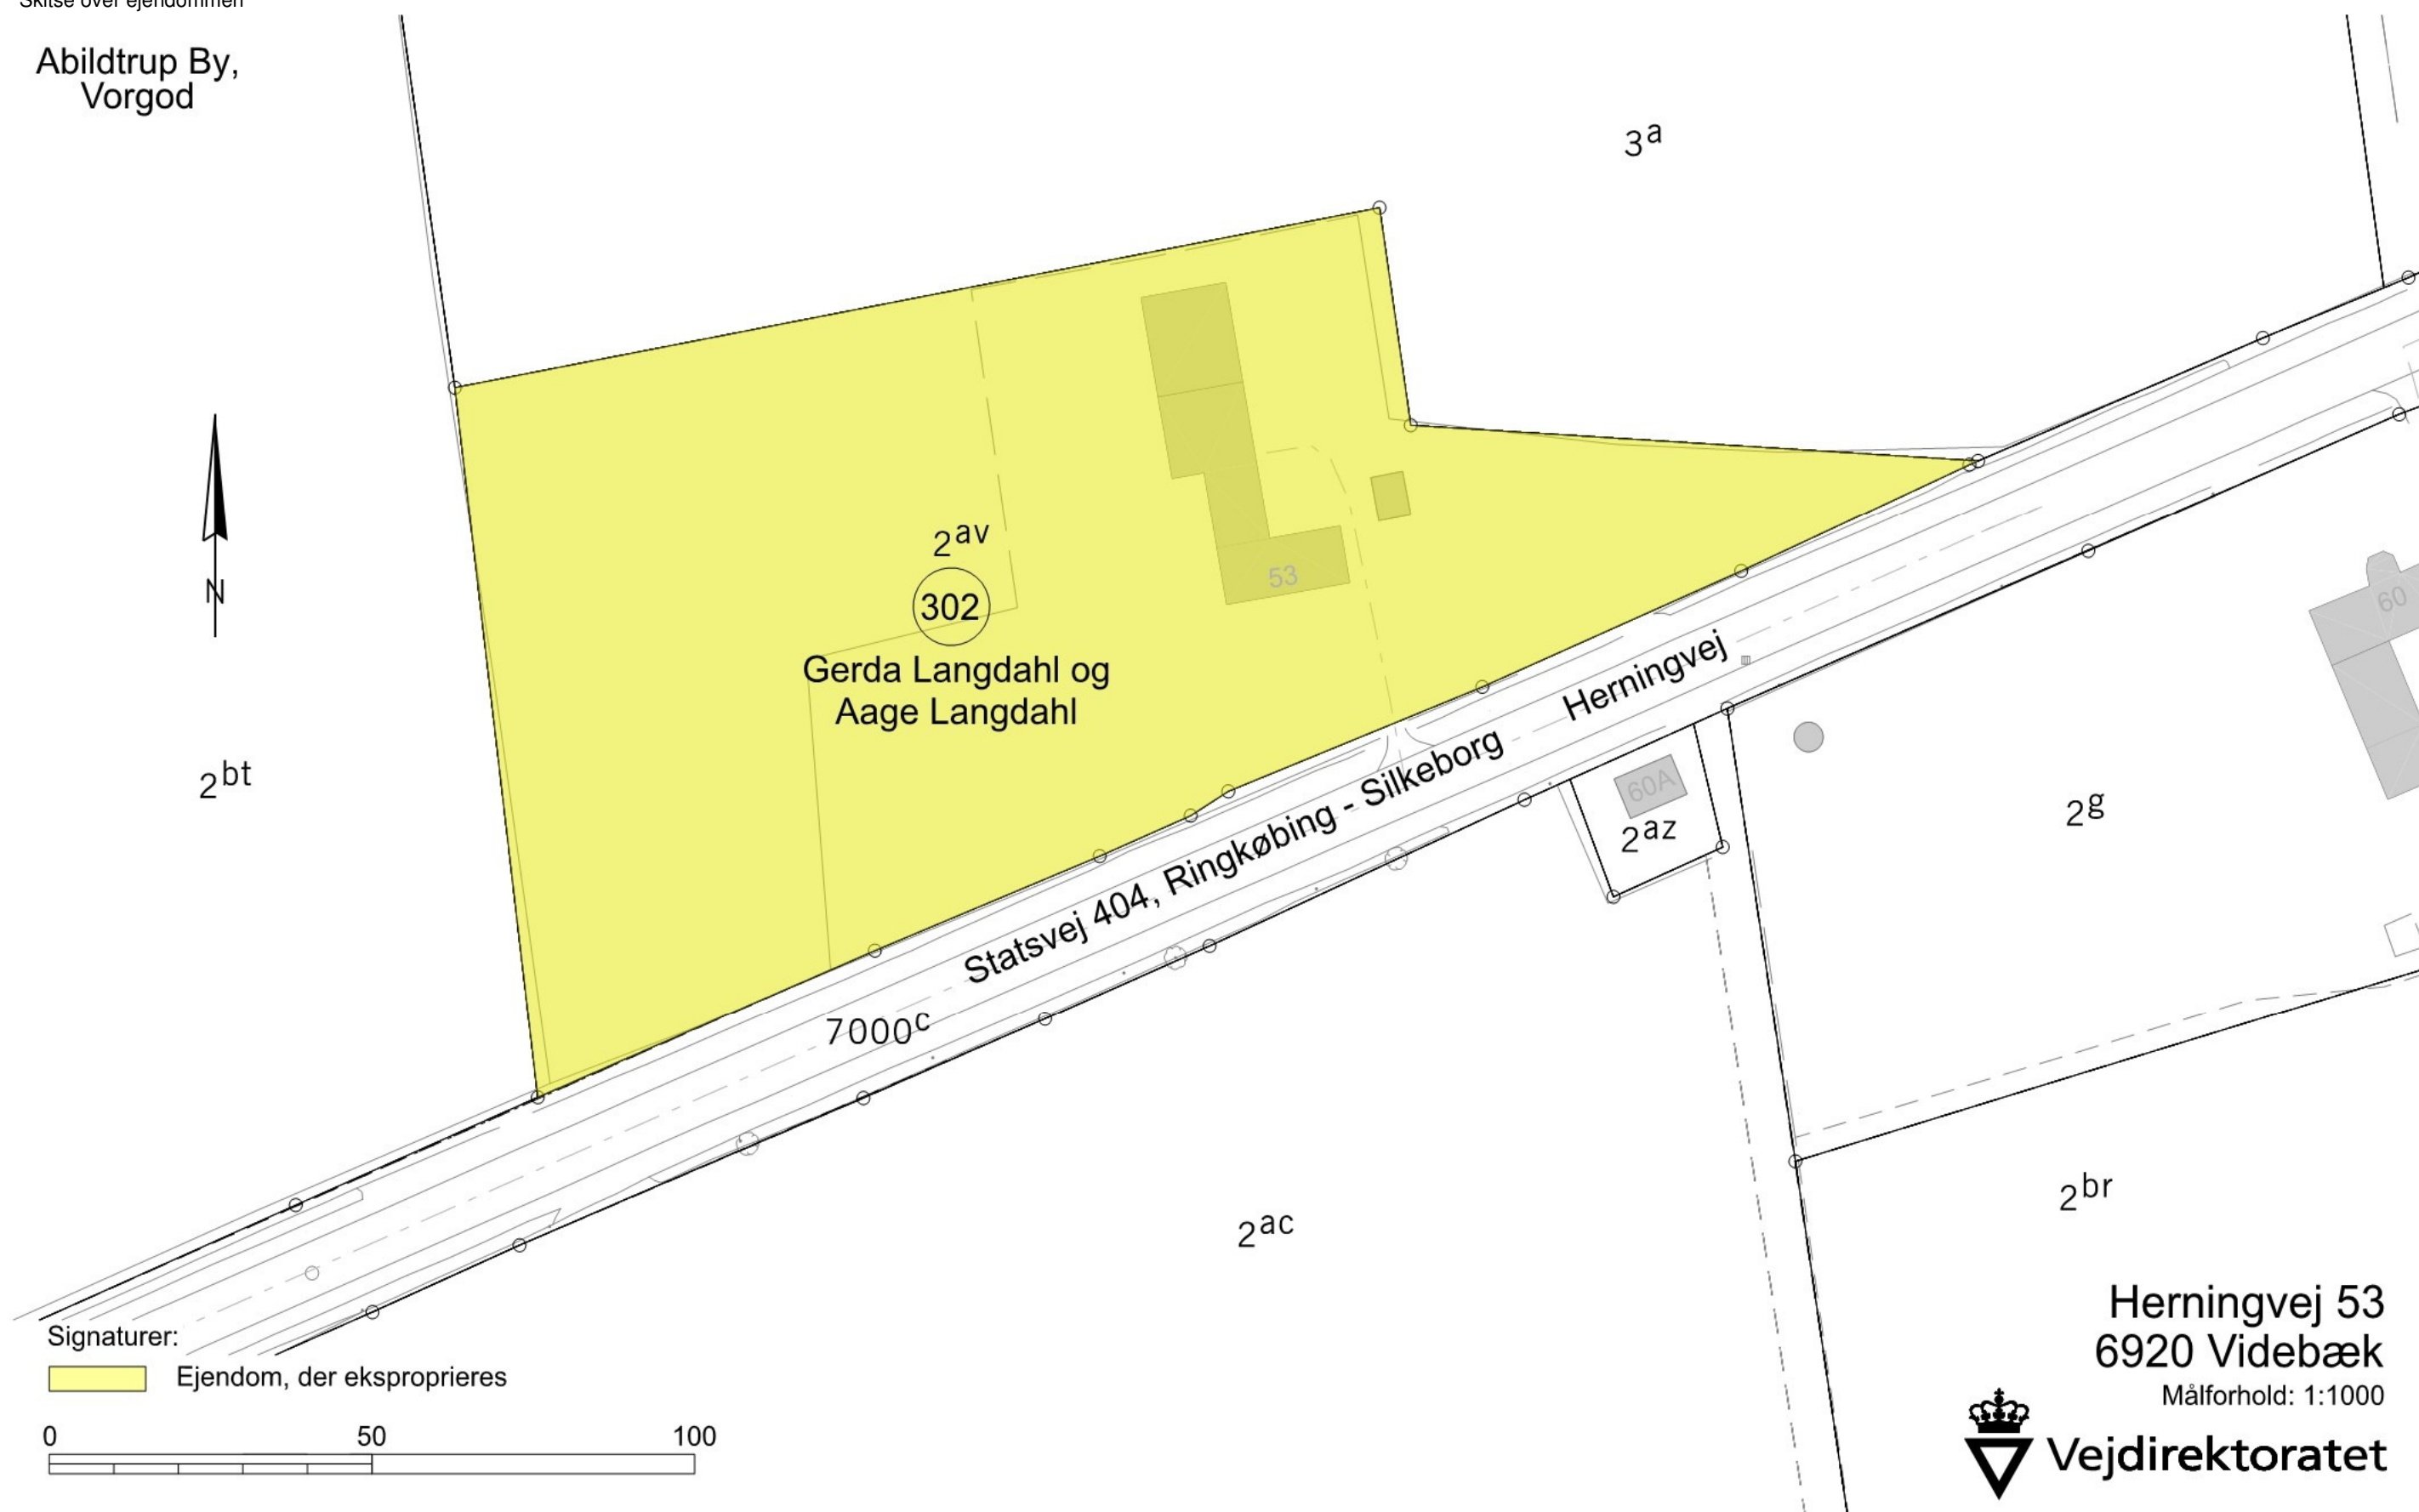 Skitse over ejendommen
Abildtrup By,
Vorgod
3a
N
2av
302
53
Gerda Langdahl og
Aage Langdahl
2bt
Herningvej
Statsvej 404, Ringkøbing - Silkeborg
60
60A
2az
2g
7000c
2ac
2br
Herningvej 53
6920 Videbæk
Målforhold: 1:1000
Vejdirektoratet
Signaturer:
Ejendom, der eksproprieres
0 50 100